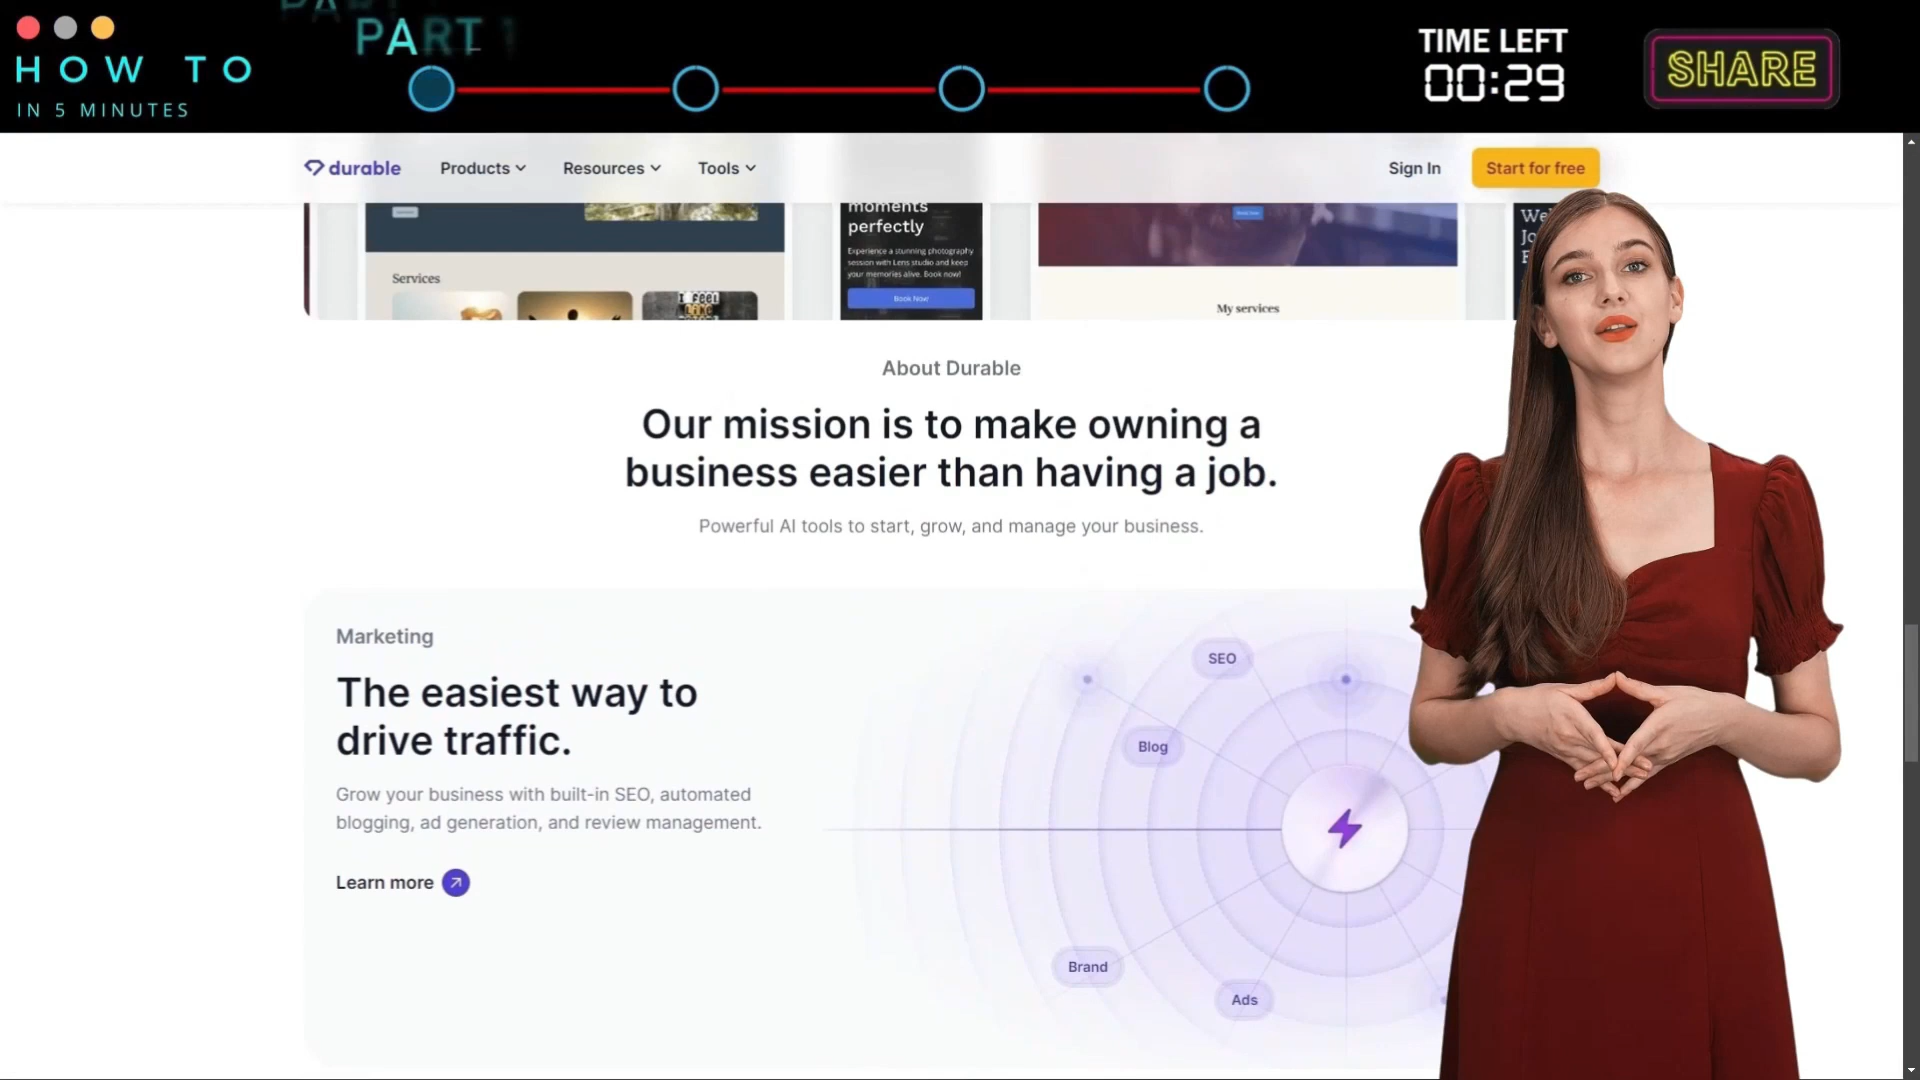 PART
PART 1
HOW TO
IN 5 MINUTES
TIME LEFT
00:29
SHARE
durable
Products
Resources
Tools
Sign In
Start for free
moments
perfectly
Experience a stunning photography
session with Lens studio and keep
your memories alive. Book now!
Book Now
Services
I FEEL
LIKE
My services
About Durable
Our mission is to make owning a
business easier than having a job.
Powerful AI tools to start, grow, and manage your business.
Marketing
The easiest way to
drive traffic.
Grow your business with built-in SEO, automated
blogging, ad generation, and review management.
Learn more
SEO
Blog
Brand
Ads